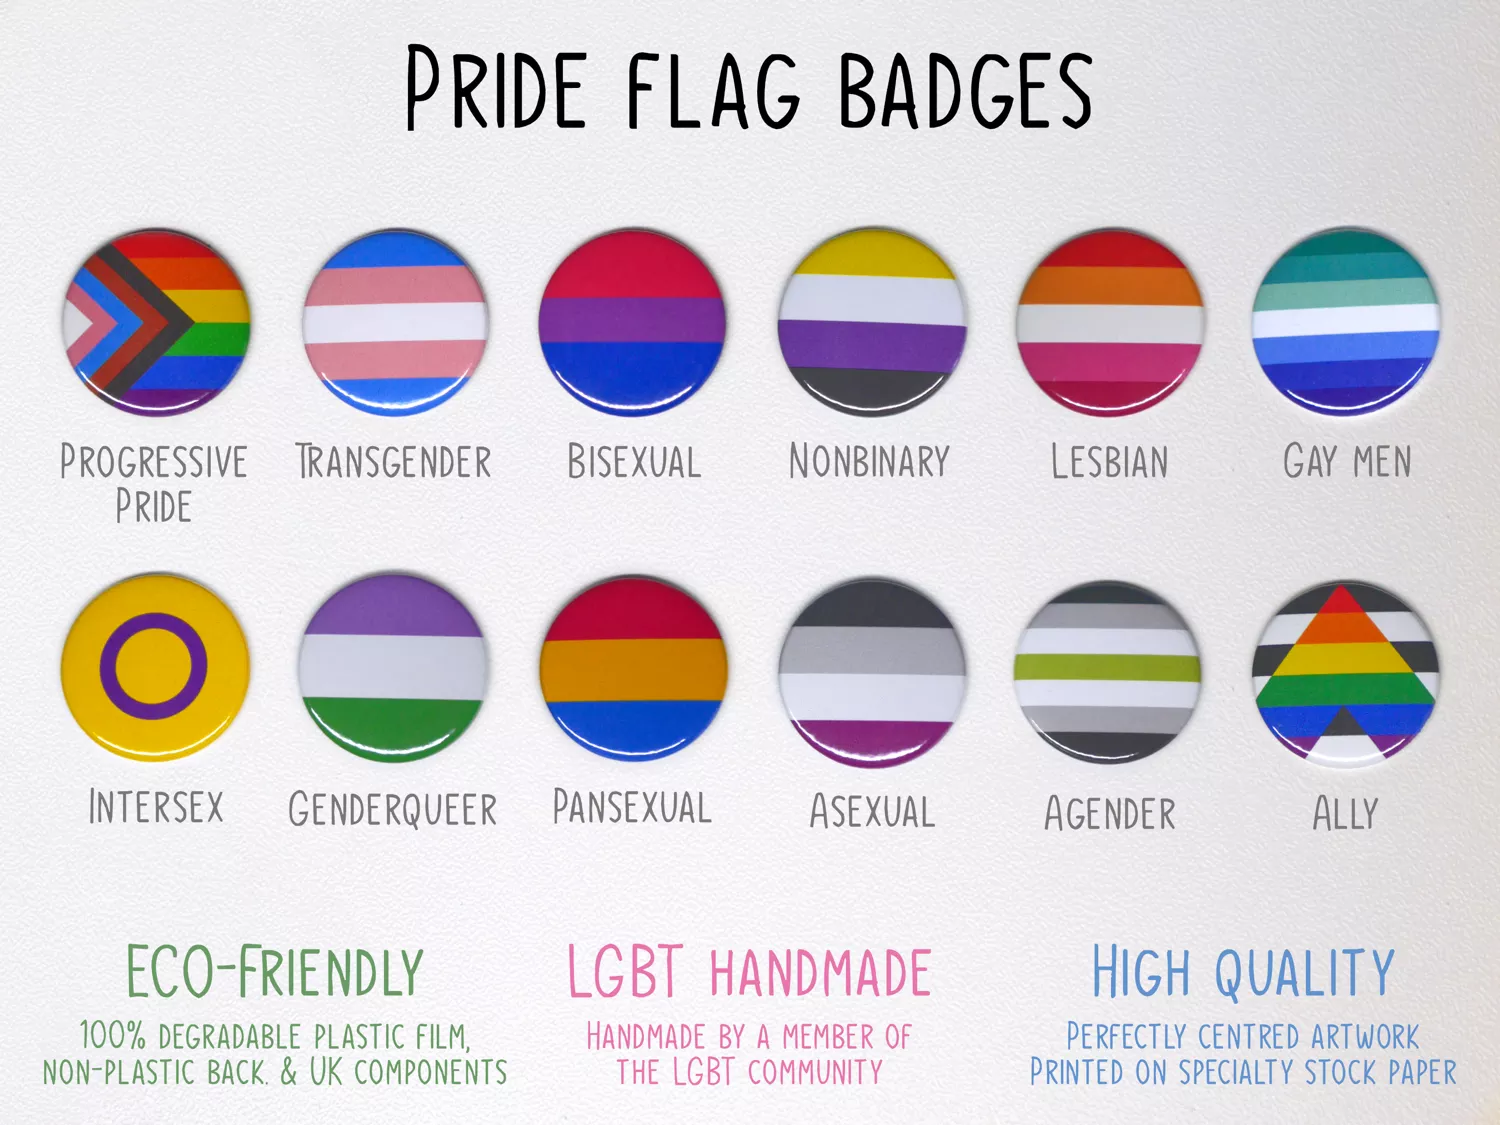 Pride flag badges
Progressive
Pride
Transgender
Bisexual
Nonbinary
Lesbian
Gay men
Intersex
Genderqueer
Pansexual
Asexual
Agender
Ally
Eco-Friendly
100% degradable plastic film,
non-plastic back. & UK components
LGBT handmade
Handmade by a member of
the LGBT community
High quality
Perfectly centred artwork
Printed on specialty stock paper